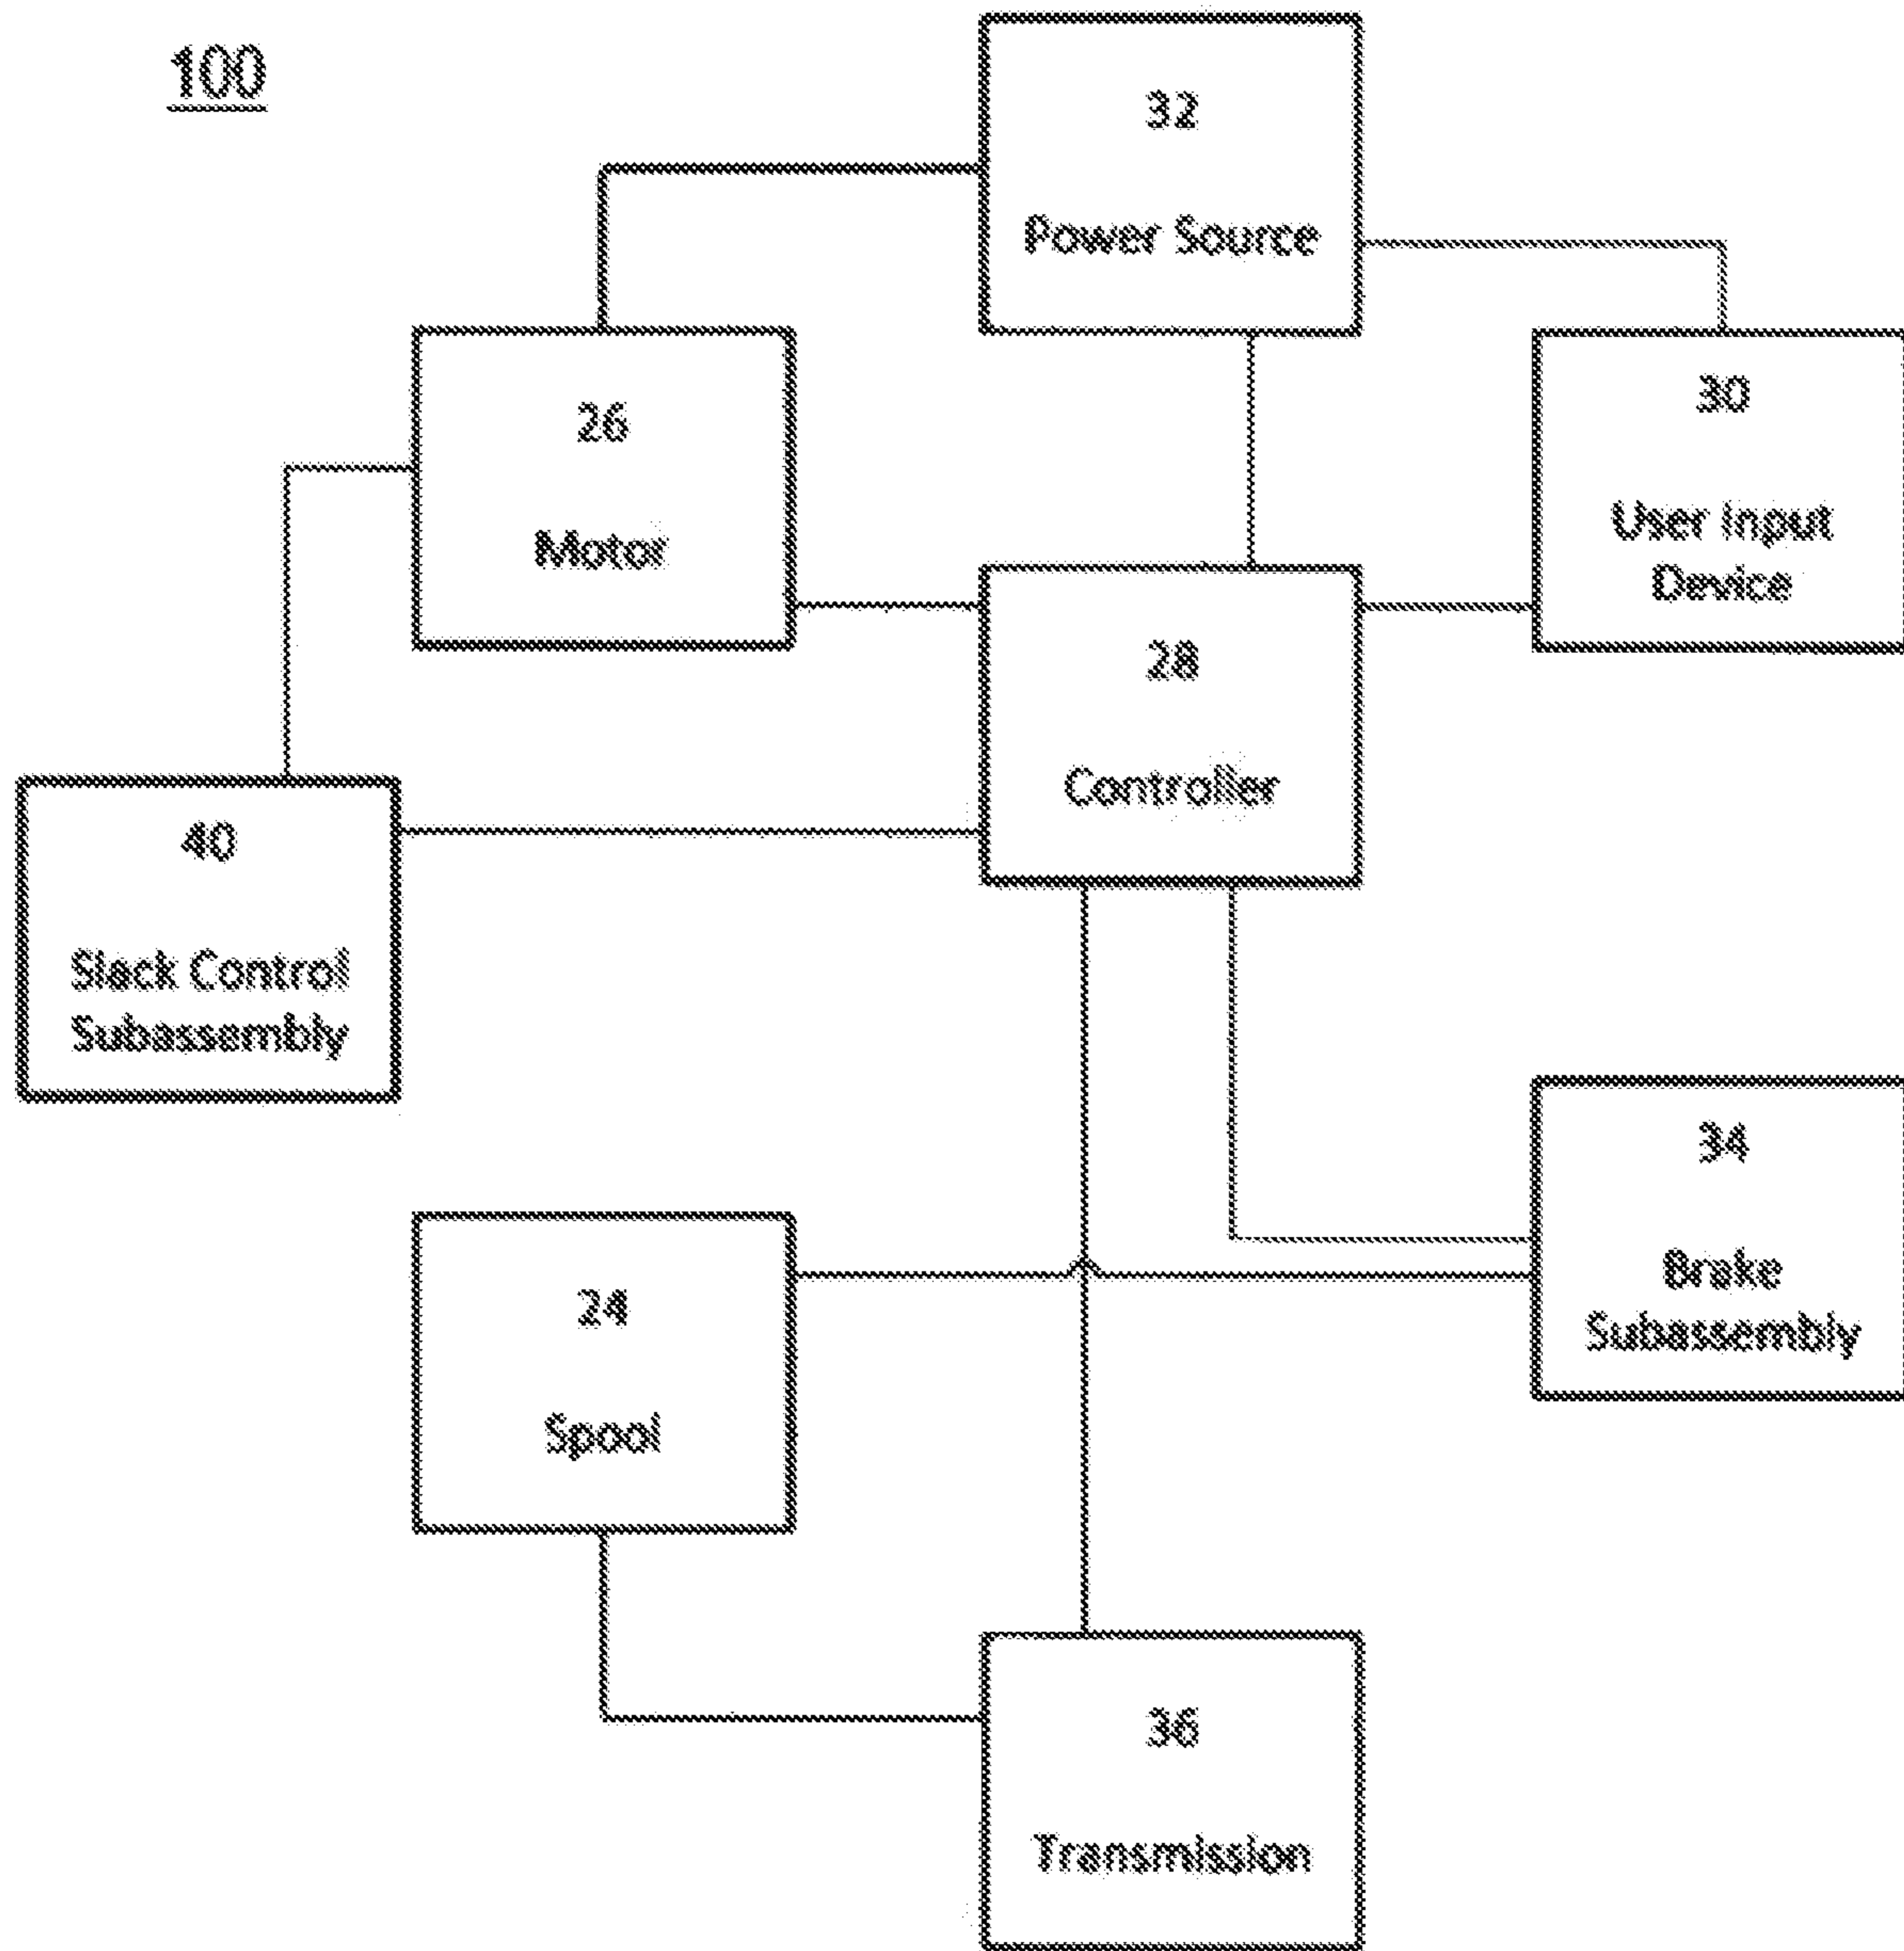 100
32
Power Source
26
Motor
30
User Input
Device
28
Controller
40
Slack Control
Subassembly
34
Brake
Subassembly
24
Spool
36
Transmission